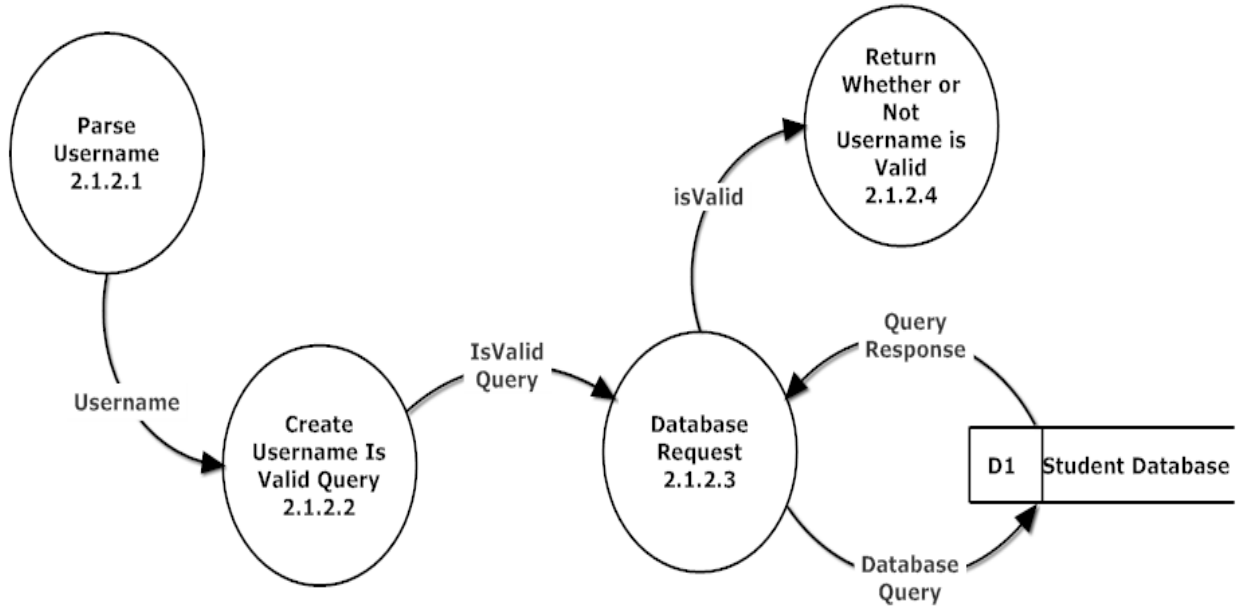 Parse
Username
2.1.2.1
Username
Create
Username Is
Valid Query
2.1.2.2
IsValid
Query
Database
Request
2.1.2.3
isValid
Return
Whether or
Not
Username is
Valid
2.1.2.4
Query
Response
D1 Student Database
Database
Query